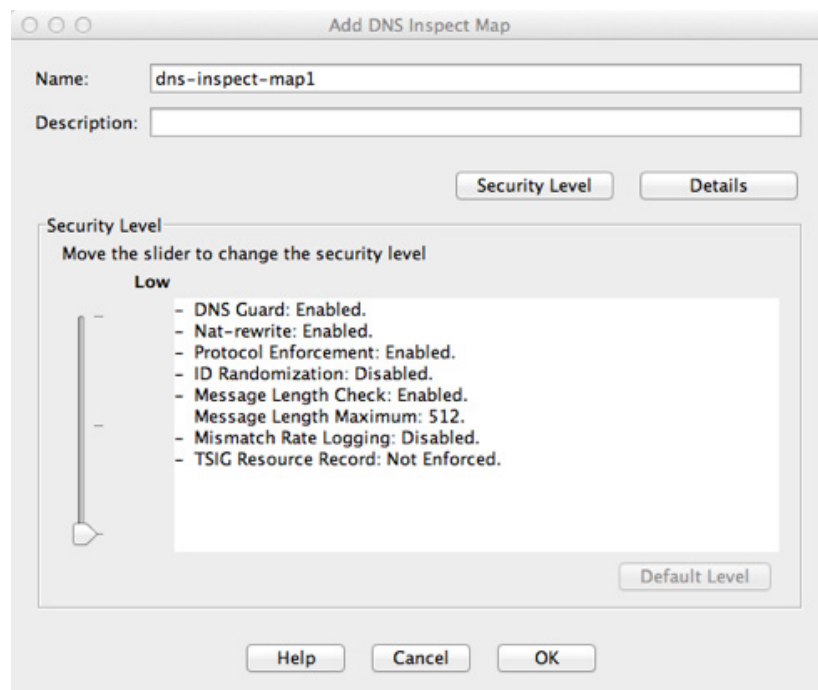 Add DNS Inspect Map
Name: dns-inspect-map1
Description:
Security Level Details
Security Level
Move the slider to change the security level
Low
– DNS Guard: Enabled.
– Nat-rewrite: Enabled.
– Protocol Enforcement: Enabled.
– ID Randomization: Disabled.
– Message Length Check: Enabled.
Message Length Maximum: 512.
– Mismatch Rate Logging: Disabled.
– TSIG Resource Record: Not Enforced.
Default Level
Help Cancel OK